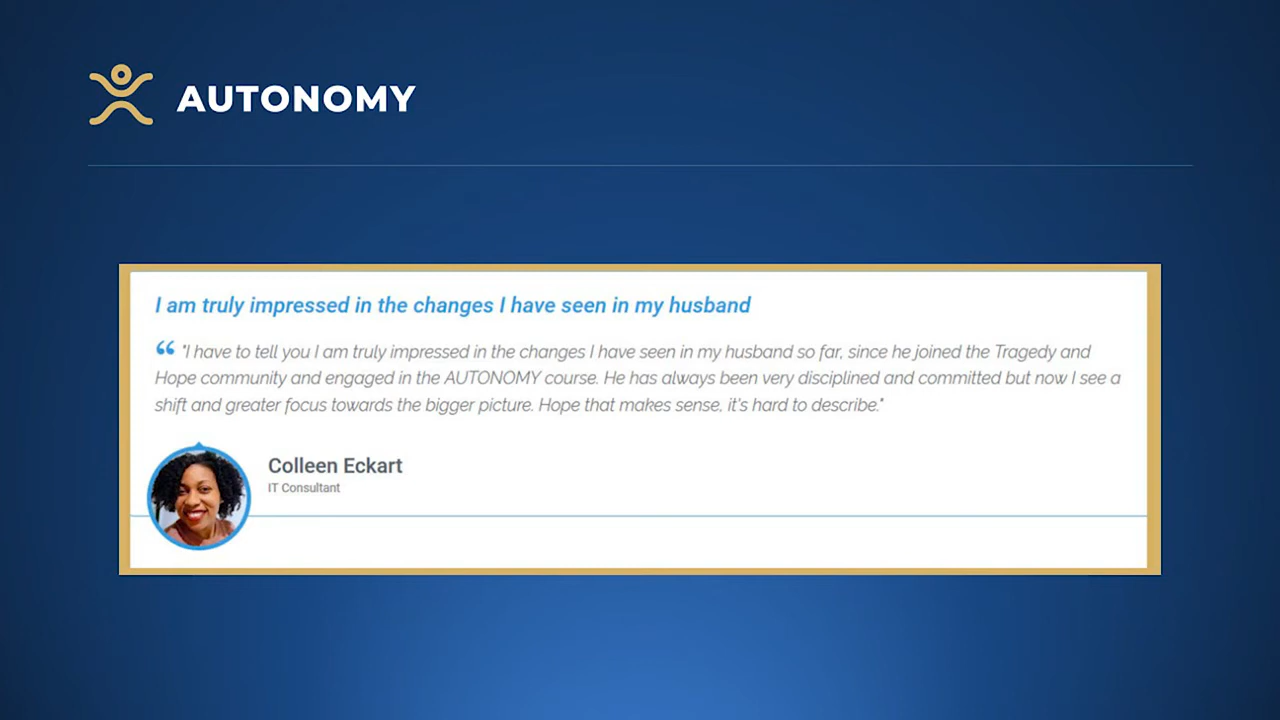 AUTONOMY
I am truly impressed in the changes I have seen in my husband
“ "I have to tell you I am truly impressed in the changes I have seen in my husband so far, since he joined the Tragedy and
Hope community and engaged in the AUTONOMY course. He has always been very disciplined and committed but now I see a
shift and greater focus towards the bigger picture. Hope that makes sense, it's hard to describe."
Colleen Eckart
IT Consultant